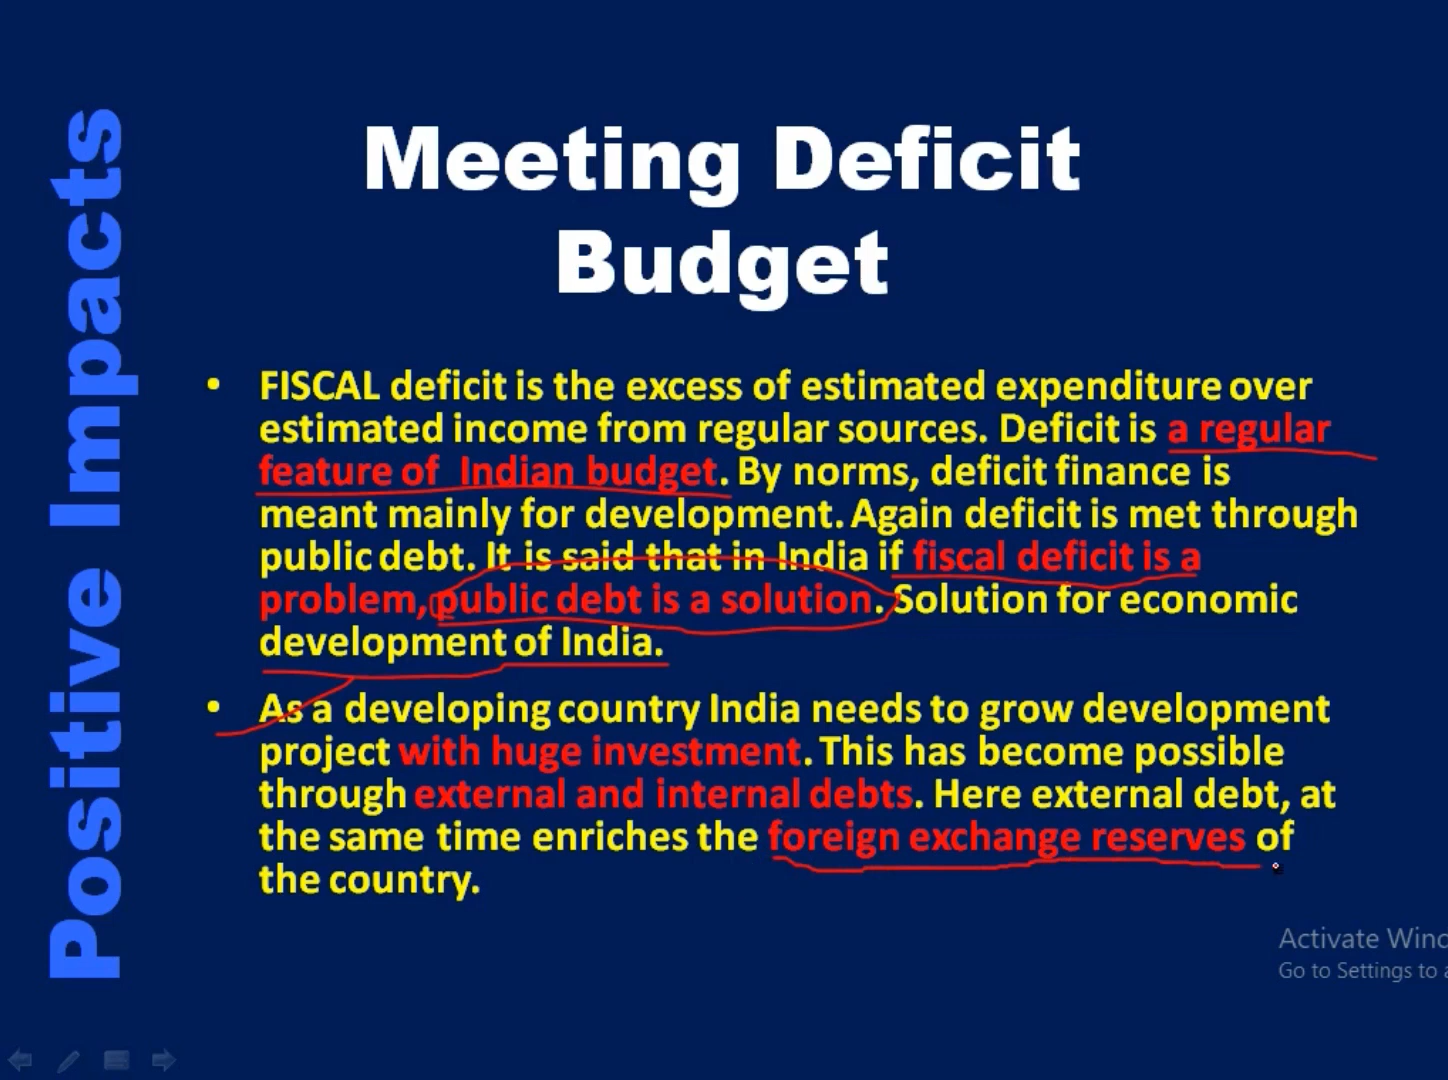 Positive Impacts
Meeting Deficit
Budget
• FISCAL deficit is the excess of estimated expenditure over
estimated income from regular sources. Deficit is a regular
feature of Indian budget. By norms, deficit finance is
meant mainly for development. Again deficit is met through
public debt. It is said that in India if fiscal deficit is a
problem, public debt is a solution. Solution for economic
development of India.
• As a developing country India needs to grow development
project with huge investment. This has become possible
through external and internal debts. Here external debt, at
the same time enriches the foreign exchange reserves of
the country.
Activate Winc
Go to Settings to a